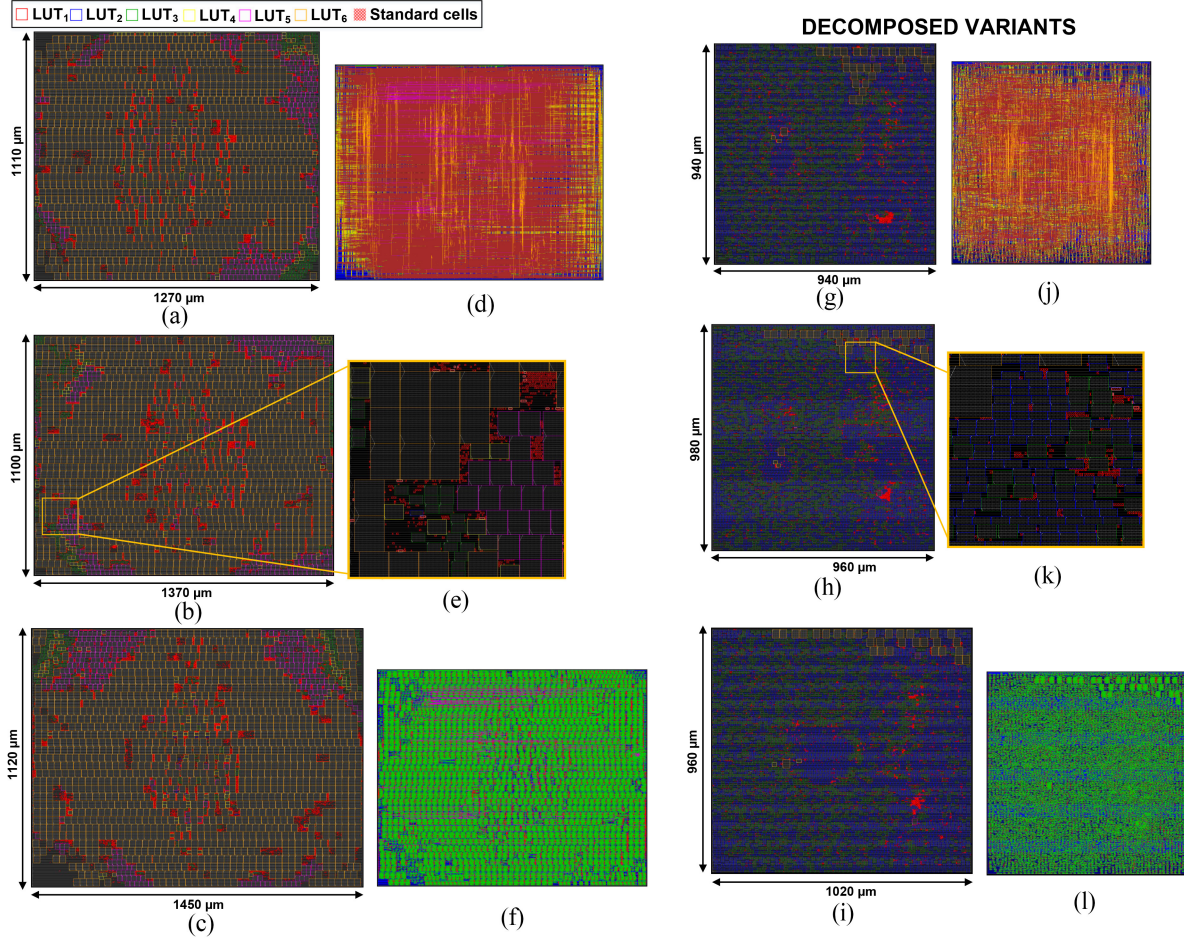 LUT₁ LUT₂ LUT₃ LUT₄ LUT₅ LUT₆ Standard cells
DECOMPOSED VARIANTS
1110 µm
1270 µm
(a)
(d)
940 µm
940 µm
(g)
(j)
1100 µm
1370 µm
(b)
(e)
980 µm
960 µm
(h)
(k)
1120 µm
1450 µm
(c)
(f)
960 µm
1020 µm
(i)
(l)